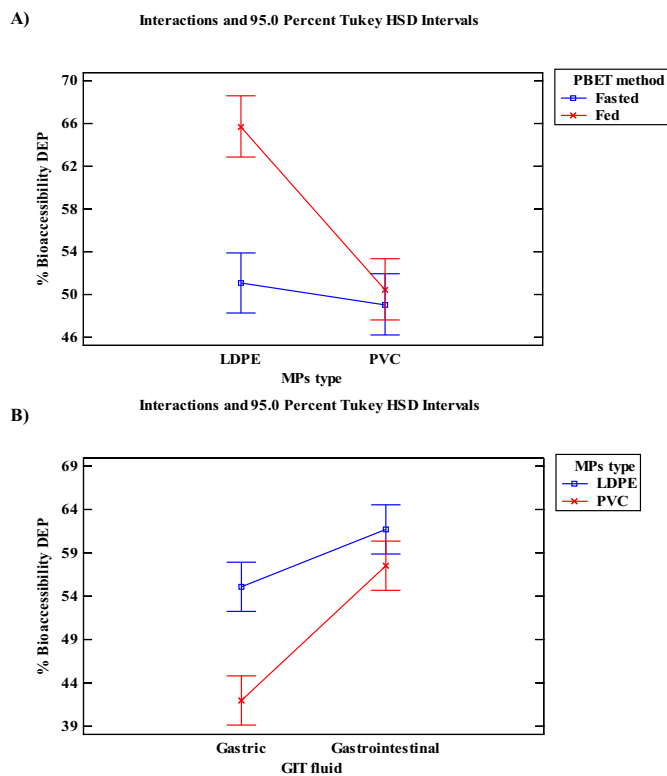 A)
Interactions and 95.0 Percent Tukey HSD Intervals
PBET method
Fasted
Fed
% Bioaccessibility DEP
70
66
62
58
54
50
46
LDPE PVC
MPs type
Interactions and 95.0 Percent Tukey HSD Intervals
B)
MPs type
LDPE
PVC
% Bioaccessibility DEP
69
64
59
54
49
44
39
Gastric Gastrointestinal
GIT fluid